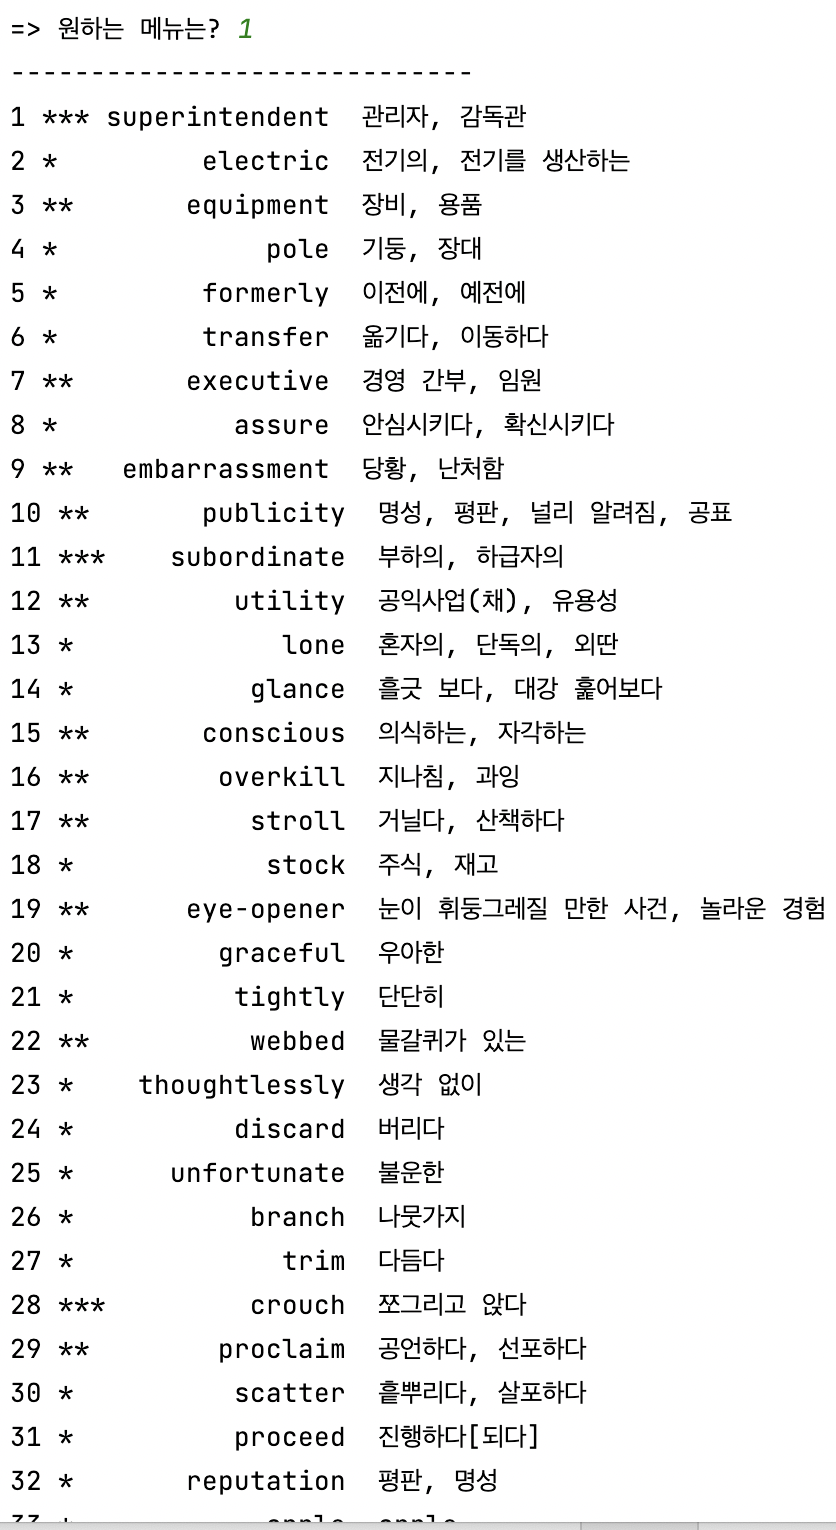 => 원하는 메뉴는? 1
-----------------------------
1 *** superintendent 관리자, 감독관
2 * electric 전기의, 전기를 생산하는
3 ** equipment 장비, 용품
4 * pole 기둥, 장대
5 * formerly 이전에, 예전에
6 * transfer 옮기다, 이동하다
7 ** executive 경영 간부, 임원
8 * assure 안심시키다, 확신시키다
9 ** embarrassment 당황, 난처함
10 ** publicity 명성, 평판, 널리 알려짐, 공표
11 *** subordinate 부하의, 하급자의
12 ** utility 공익사업(채), 유용성
13 * lone 혼자의, 단독의, 외딴
14 * glance 흘긋 보다, 대강 훑어보다
15 ** conscious 의식하는, 자각하는
16 ** overkill 지나침, 과잉
17 ** stroll 거닐다, 산책하다
18 * stock 주식, 재고
19 ** eye-opener 눈이 휘둥그레질 만한 사건, 놀라운 경험
20 * graceful 우아한
21 * tightly 단단히
22 ** webbed 물갈퀴가 있는
23 * thoughtlessly 생각 없이
24 * discard 버리다
25 * unfortunate 불운한
26 * branch 나뭇가지
27 * trim 다듬다
28 *** crouch 쪼그리고 앉다
29 ** proclaim 공언하다, 선포하다
30 * scatter 흩뿌리다, 살포하다
31 * proceed 진행하다[되다]
32 * reputation 평판, 명성